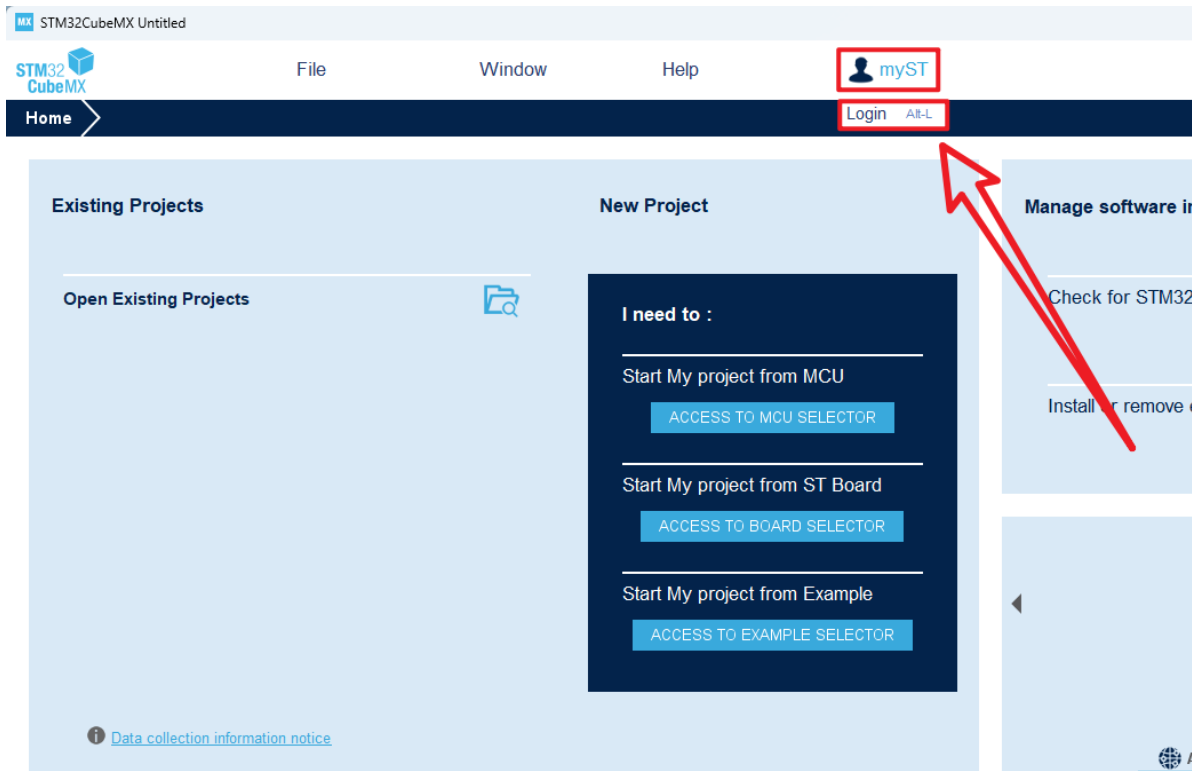 MX STM32CubeMX Untitled
STM32
CubeMX
File Window Help myST
Home
Login Alt-L
Existing Projects
Open Existing Projects
New Project
I need to :
Start My project from MCU
ACCESS TO MCU SELECTOR
Start My project from ST Board
ACCESS TO BOARD SELECTOR
Start My project from Example
ACCESS TO EXAMPLE SELECTOR
Manage software
Check for STM32
Install or remove
Data collection information notice